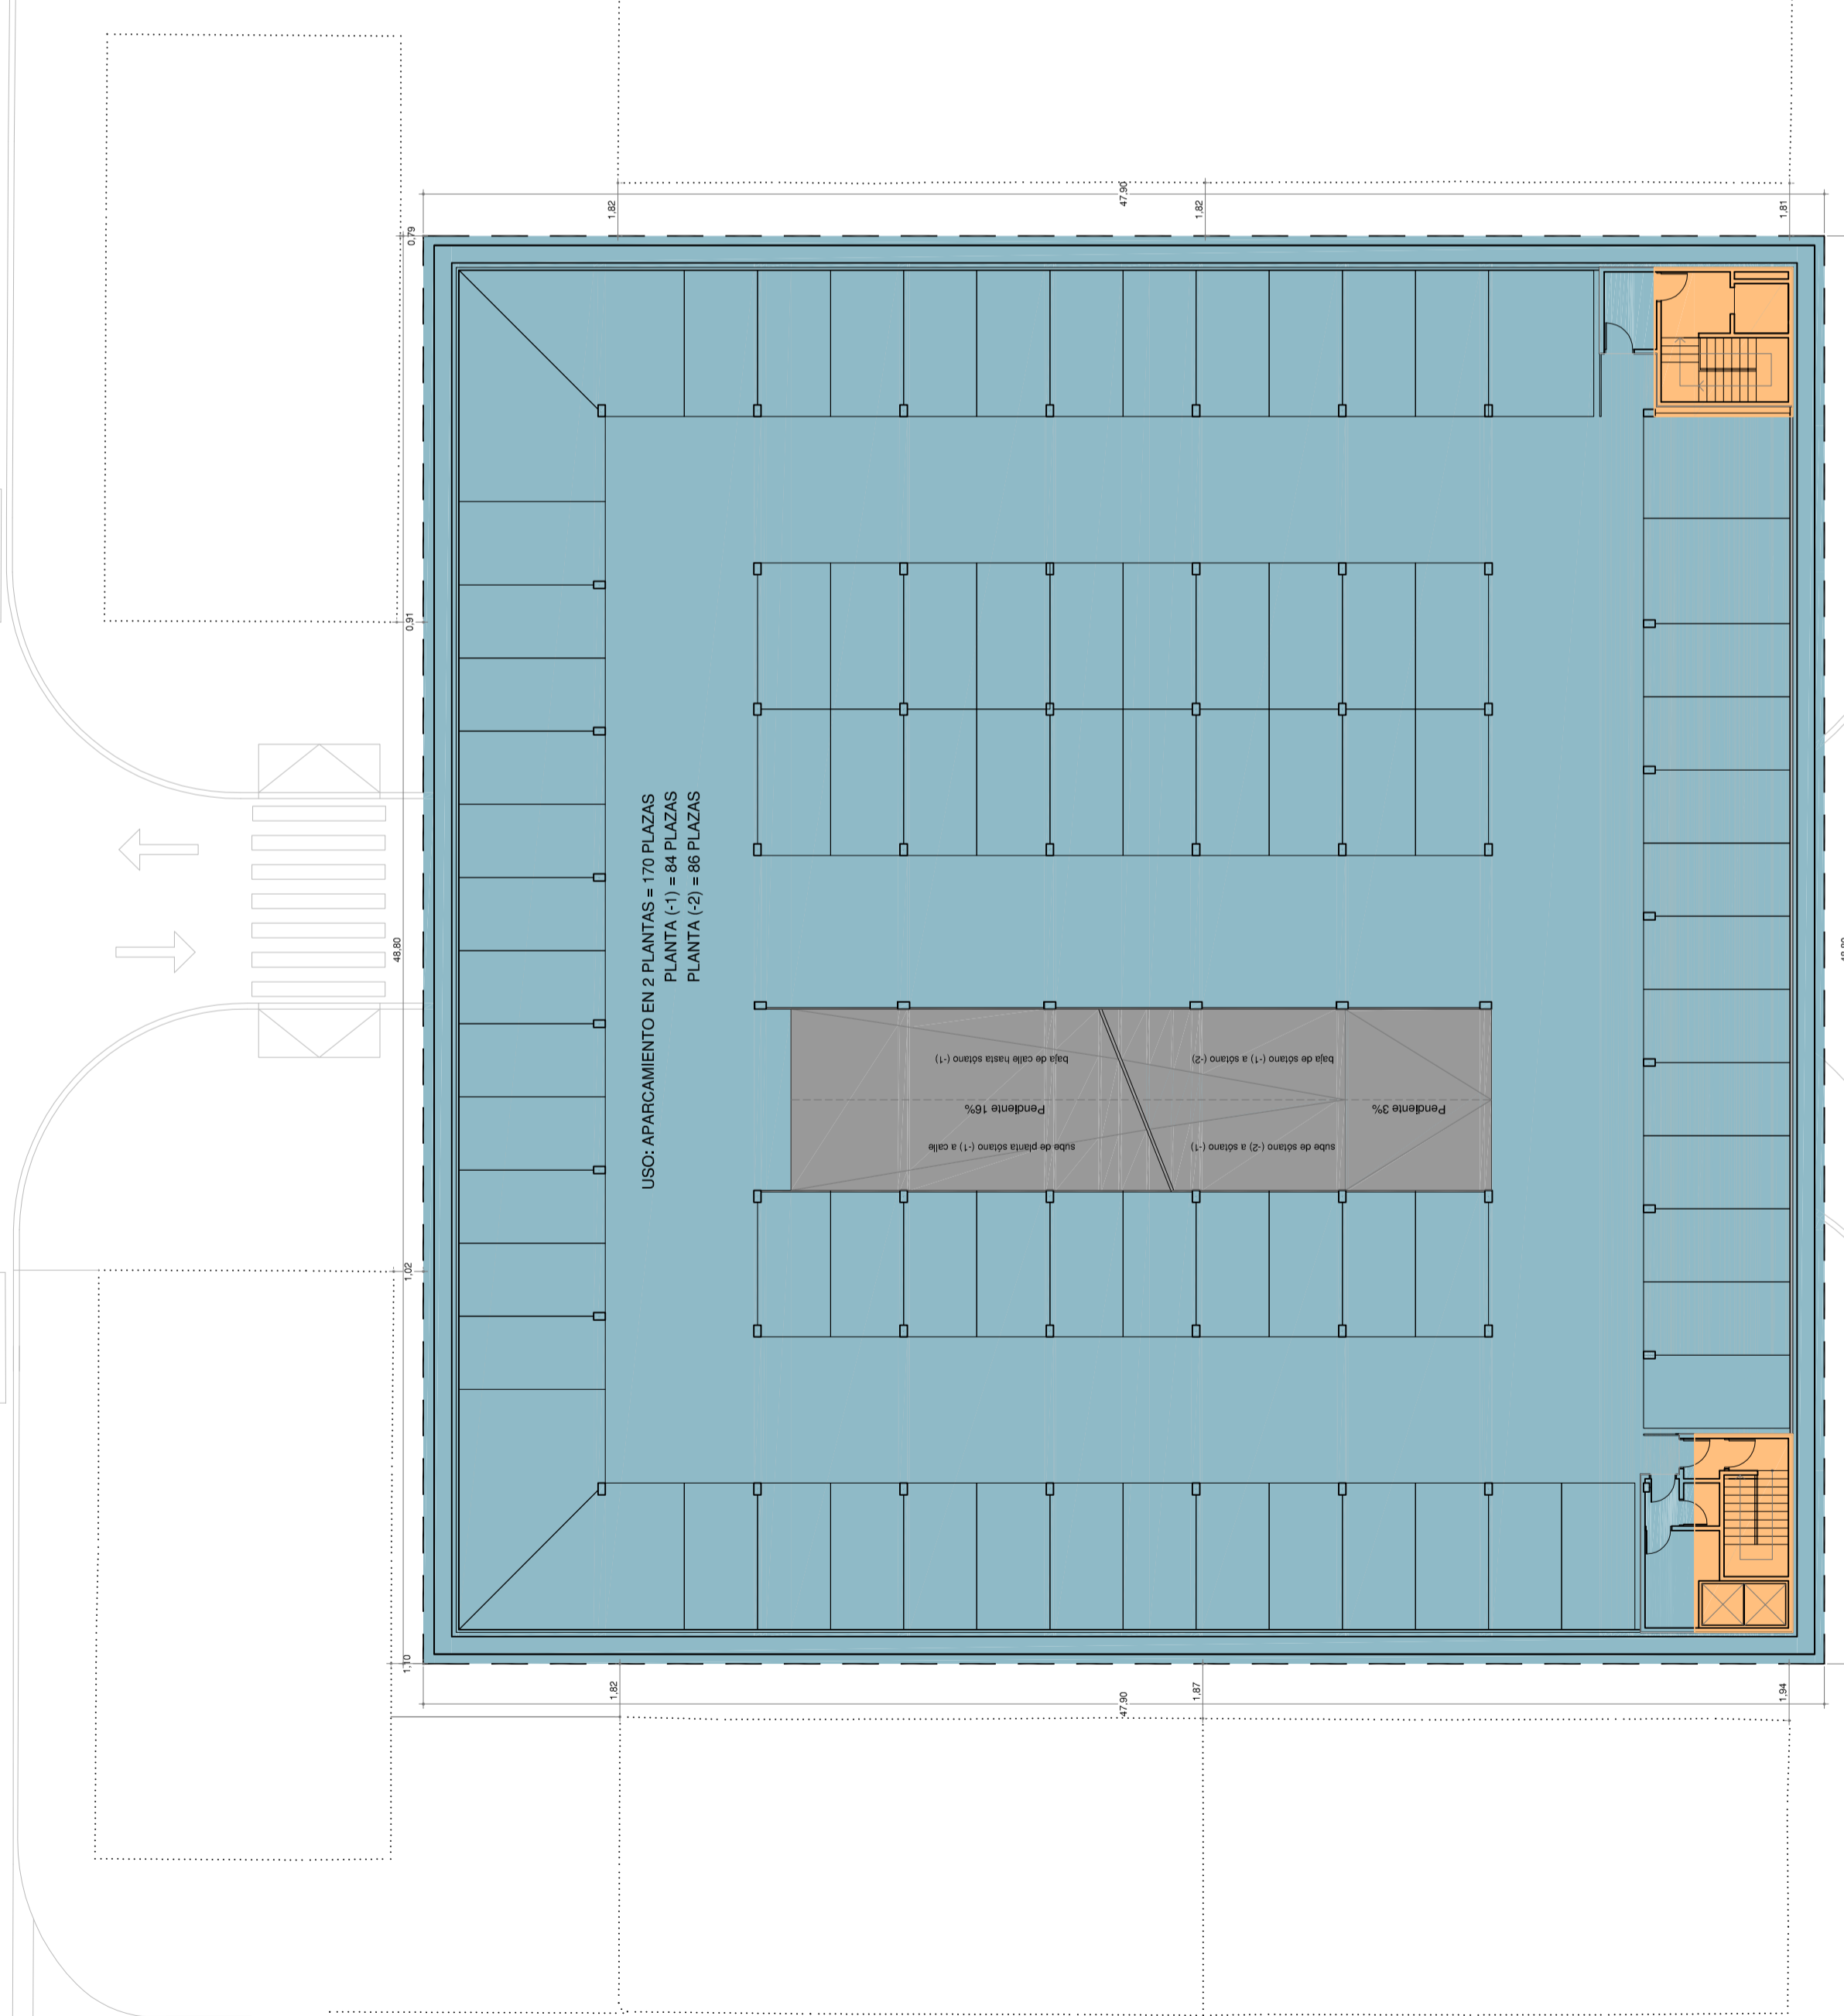 USO: APARCAMIENTO EN 2 PLANTAS = 170 PLAZAS
PLANTA (-1) = 84 PLAZAS
PLANTA (-2) = 86 PLAZAS
baja de calle hasta sótano (-1)
baja de sótano (-1) a sótano (-2)
Pendiente 16%
Pendiente 3%
sube de planta sótano (-1) a calle
sube de sótano (-2) a sótano (-1)
47.90
1,82
1,82
1,81
0,79
0,91
48.80
1,02
1,10
1,82
1,87
1,94
47.90